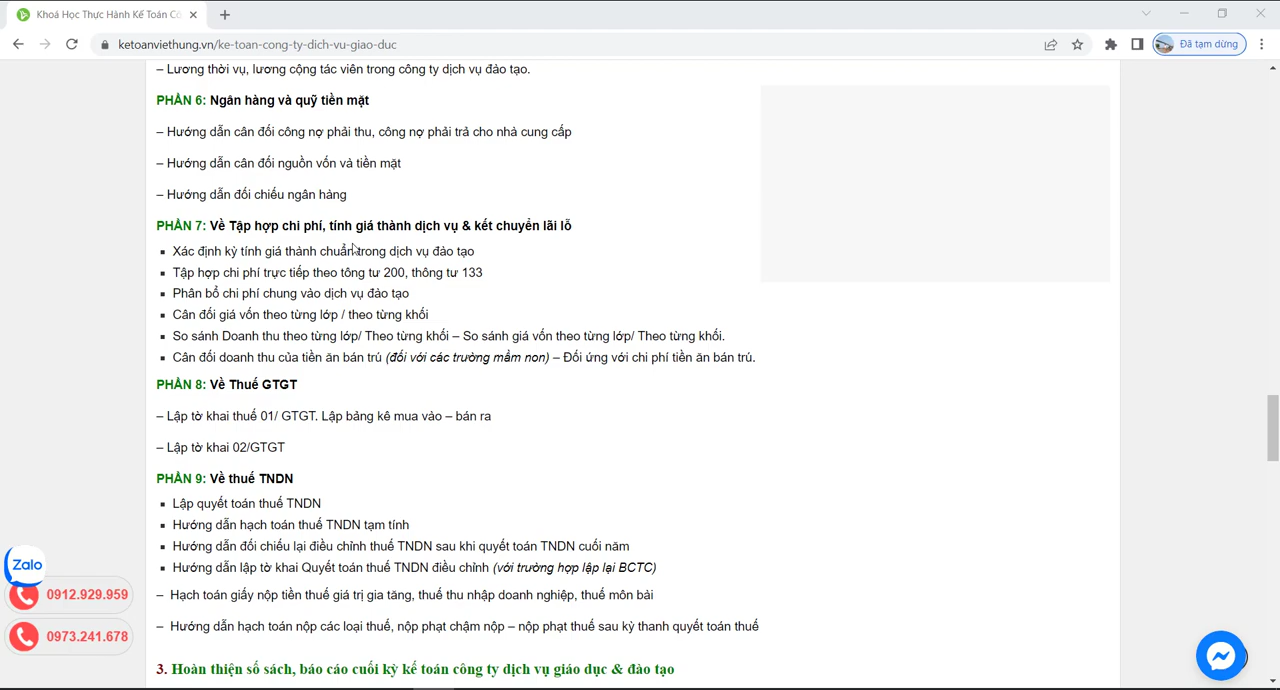 Khoá Học Thực Hành Kế Toán Cô
ketoanviethung.vn/ke-toan-cong-ty-dich-vu-giao-duc
Đã tạm dừng
– Lương thời vụ, lương cộng tác viên trong công ty dịch vụ đào tạo.
PHẦN 6: Ngân hàng và quỹ tiền mặt
– Hướng dẫn cân đối công nợ phải thu, công nợ phải trả cho nhà cung cấp
– Hướng dẫn cân đối nguồn vốn và tiền mặt
– Hướng dẫn đối chiếu ngân hàng
PHẦN 7: Về Tập hợp chi phí, tính giá thành dịch vụ & kết chuyển lãi lỗ
▪ Xác định kỳ tính giá thành chuẩn trong dịch vụ đào tạo
▪ Tập hợp chi phí trực tiếp theo tông tư 200, thông tư 133
▪ Phân bổ chi phí chung vào dịch vụ đào tạo
▪ Cân đối giá vốn theo từng lớp / theo từng khối
▪ So sánh Doanh thu theo từng lớp/ Theo từng khối – So sánh giá vốn theo từng lớp/ Theo từng khối.
▪ Cân đối doanh thu của tiền ăn bán trú (đối với các trường mầm non) – Đối ứng với chi phí tiền ăn bán trú.
PHẦN 8: Về Thuế GTGT
– Lập tờ khai thuế 01/ GTGT. Lập bảng kê mua vào – bán ra
– Lập tờ khai 02/GTGT
PHẦN 9: Về thuế TNDN
▪ Lập quyết toán thuế TNDN
▪ Hướng dẫn hạch toán thuế TNDN tạm tính
▪ Hướng dẫn đối chiếu lại điều chỉnh thuế TNDN sau khi quyết toán TNDN cuối năm
▪ Hướng dẫn lập tờ khai Quyết toán thuế TNDN điều chỉnh (với trường hợp lập lại BCTC)
– Hạch toán giấy nộp tiền thuế giá trị gia tăng, thuế thu nhập doanh nghiệp, thuế môn bài
– Hướng dẫn hạch toán nộp các loại thuế, nộp phạt chậm nộp – nộp phạt thuế sau kỳ thanh quyết toán thuế
3. Hoàn thiện sổ sách, báo cáo cuối kỳ kế toán công ty dịch vụ giáo dục & đào tạo
Zalo
0912.929.959
0973.241.678